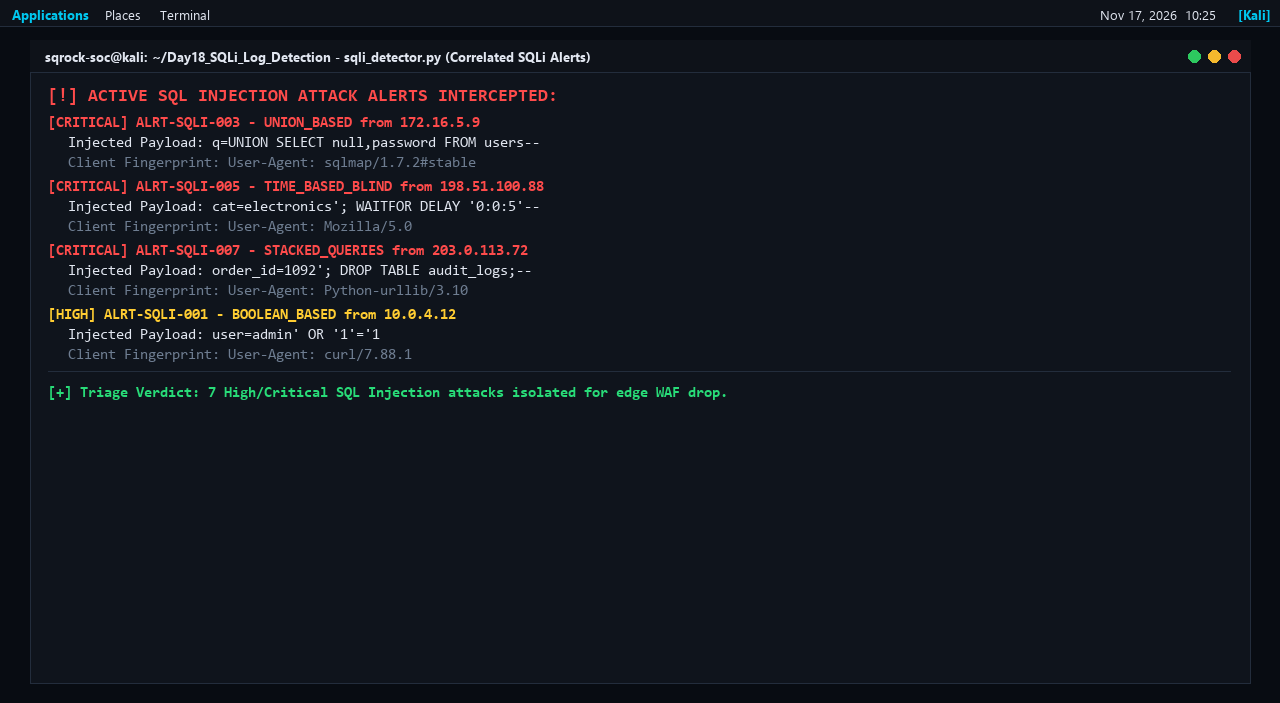 Applications Places Terminal Nov 17, 2026 10:25 [Kali]
sqrock-soc@kali: ~/Day18_SQLi_Log_Detection - sqli_detector.py (Correlated SQLi Alerts)
[!] ACTIVE SQL INJECTION ATTACK ALERTS INTERCEPTED:
[CRITICAL] ALRT-SQLI-003 - UNION_BASED from 172.16.5.9
Injected Payload: q=UNION SELECT null,password FROM users--
Client Fingerprint: User-Agent: sqlmap/1.7.2#stable
[CRITICAL] ALRT-SQLI-005 - TIME_BASED_BLIND from 198.51.100.88
Injected Payload: cat=electronics'; WAITFOR DELAY '0:0:5'--
Client Fingerprint: User-Agent: Mozilla/5.0
[CRITICAL] ALRT-SQLI-007 - STACKED_QUERIES from 203.0.113.72
Injected Payload: order_id=1092'; DROP TABLE audit_logs;--
Client Fingerprint: User-Agent: Python-urllib/3.10
[HIGH] ALRT-SQLI-001 - BOOLEAN_BASED from 10.0.4.12
Injected Payload: user=admin' OR '1'='1
Client Fingerprint: User-Agent: curl/7.88.1
[+] Triage Verdict: 7 High/Critical SQL Injection attacks isolated for edge WAF drop.